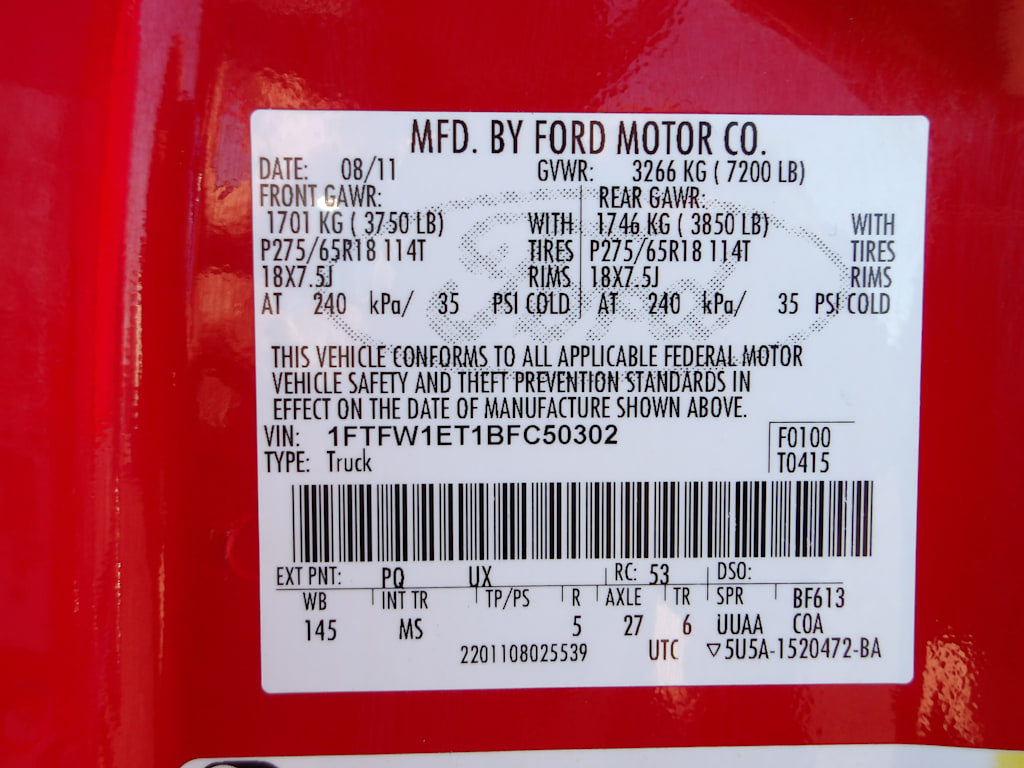 MFD. BY FORD MOTOR CO.
DATE: 08/11 GVWR: 3266 KG ( 7200 LB)
FRONT GAWR: REAR GAWR:
1701 KG ( 3750 LB) WITH 1746 KG ( 3850 LB) WITH
P275/65R18 114T TIRES P275/65R18 114T TIRES
18X7.5J RIMS 18X7.5J RIMS
AT 240 kPa/ 35 PSI COLD AT 240 kPa/ 35 PSI COLD
Ford
THIS VEHICLE CONFORMS TO ALL APPLICABLE FEDERAL MOTOR
VEHICLE SAFETY AND THEFT PREVENTION STANDARDS IN
EFFECT ON THE DATE OF MANUFACTURE SHOWN ABOVE.
VIN: 1FTFW1ET1BFC50302 F0100
TYPE: Truck T0415
EXT PNT: PQ UX RC: 53 DSO:
WB INT TR TP/PS R AXLE TR SPR BF613
145 MS 5 27 6 UUAA COA
2201108025539 UTC ▽5U5A-1520472-BA